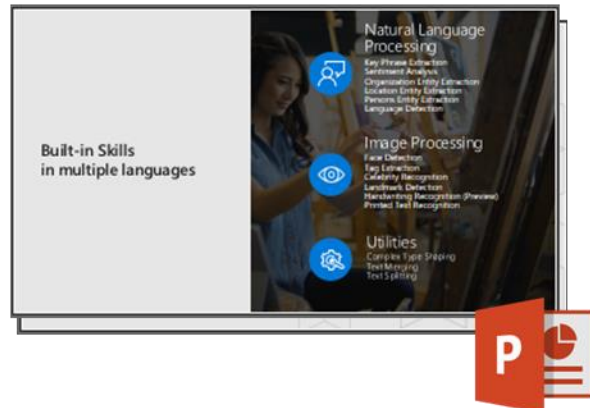 Built-in Skills
in multiple languages
Natural Language
Processing
Key Phrase Extraction
Sentiment Analysis
Organization Entity Extraction
Location Entity Extraction
Persons Entity Extraction
Language Detection
Image Processing
Face Detection
Tag Extraction
Celebrity Recognition
Landmark Detection
Handwriting Recognition (Preview)
Printed Text Recognition
Utilities
Complex Type Shaping
Text Merging
Text Splitting
P